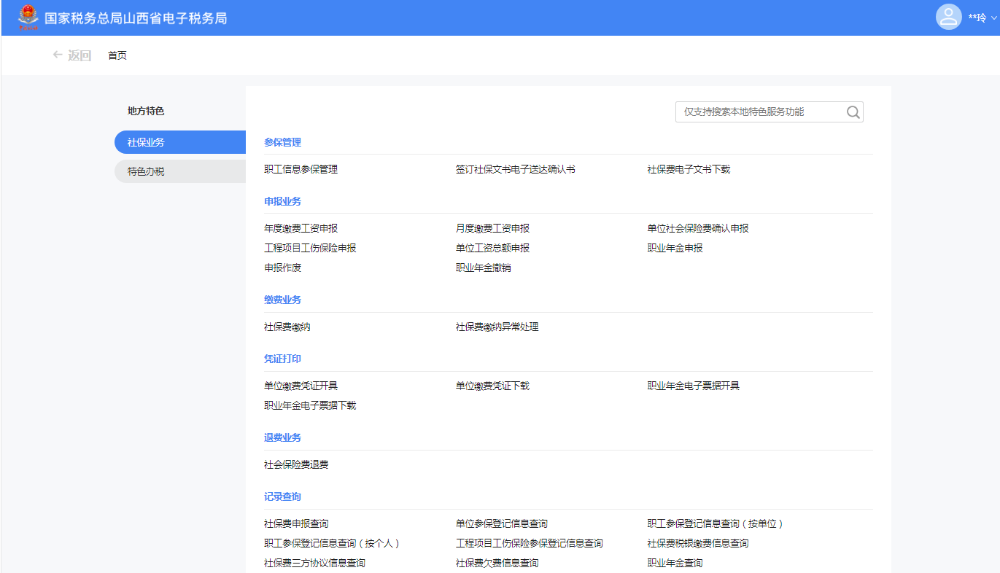 国家税务总局山西省电子税务局
**玲
返回 首页
地方特色
社保业务
特色办税
仅支持搜索本地特色服务功能
参保管理
职工信息参保管理 签订社保文书电子送达确认书 社保费电子文书下载
申报业务
年度缴费工资申报 月度缴费工资申报 单位社会保险费确认申报
工程项目工伤保险申报 单位工资总额申报 职业年金申报
申报作废 职业年金撤销
缴费业务
社保费缴纳 社保费缴纳异常处理
凭证打印
单位缴费凭证开具 单位缴费凭证下载 职业年金电子票据开具
职业年金电子票据下载
退费业务
社会保险费退费
记录查询
社保费申报查询 单位参保登记信息查询 职工参保登记信息查询（按单位）
职工参保登记信息查询（按个人） 工程项目工伤保险参保登记信息查询 社保费税银缴费信息查询
社保费三方协议信息查询 社保费欠费信息查询 职业年金查询